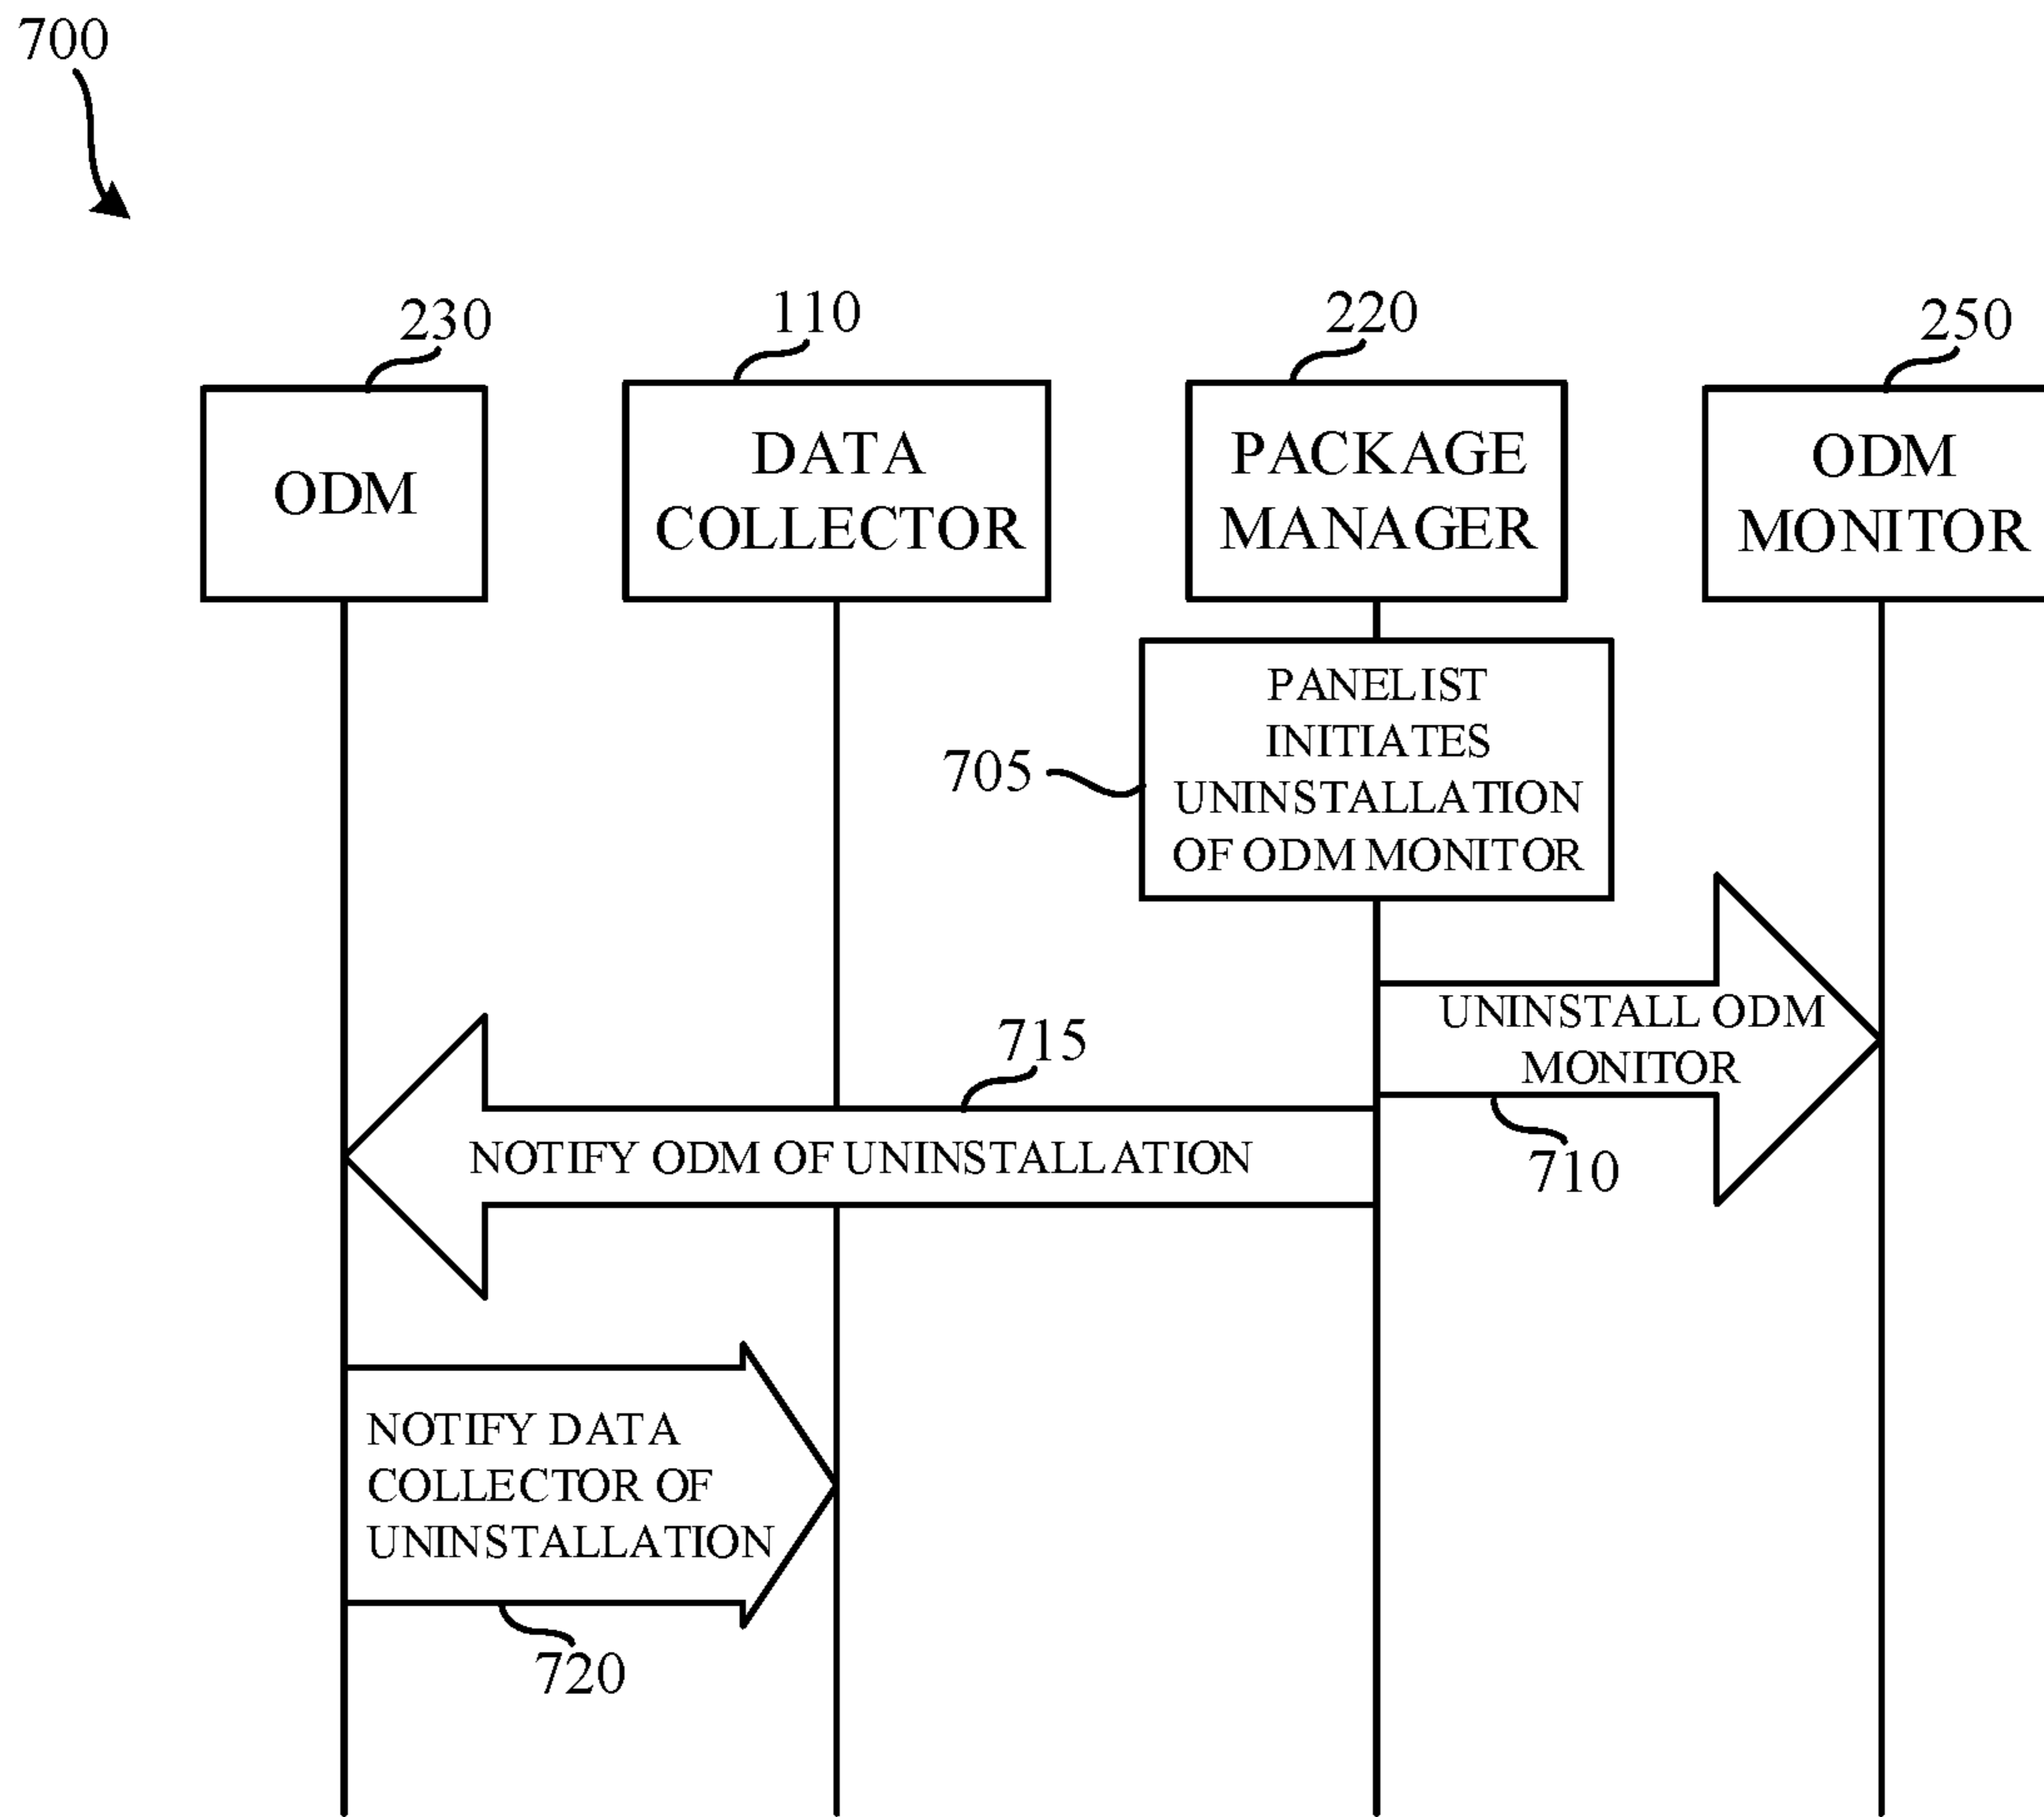 700
230
110
220
250
ODM
DATA
COLLECTOR
PACKAGE
MANAGER
ODM
MONITOR
705
PANELIST
INITIATES
UNINSTALLATION
OF ODM MONITOR
UNINSTALL ODM
MONITOR
710
715
NOTIFY ODM OF UNINSTALLATION
NOTIFY DATA
COLLECTOR OF
UNINSTALLATION
720